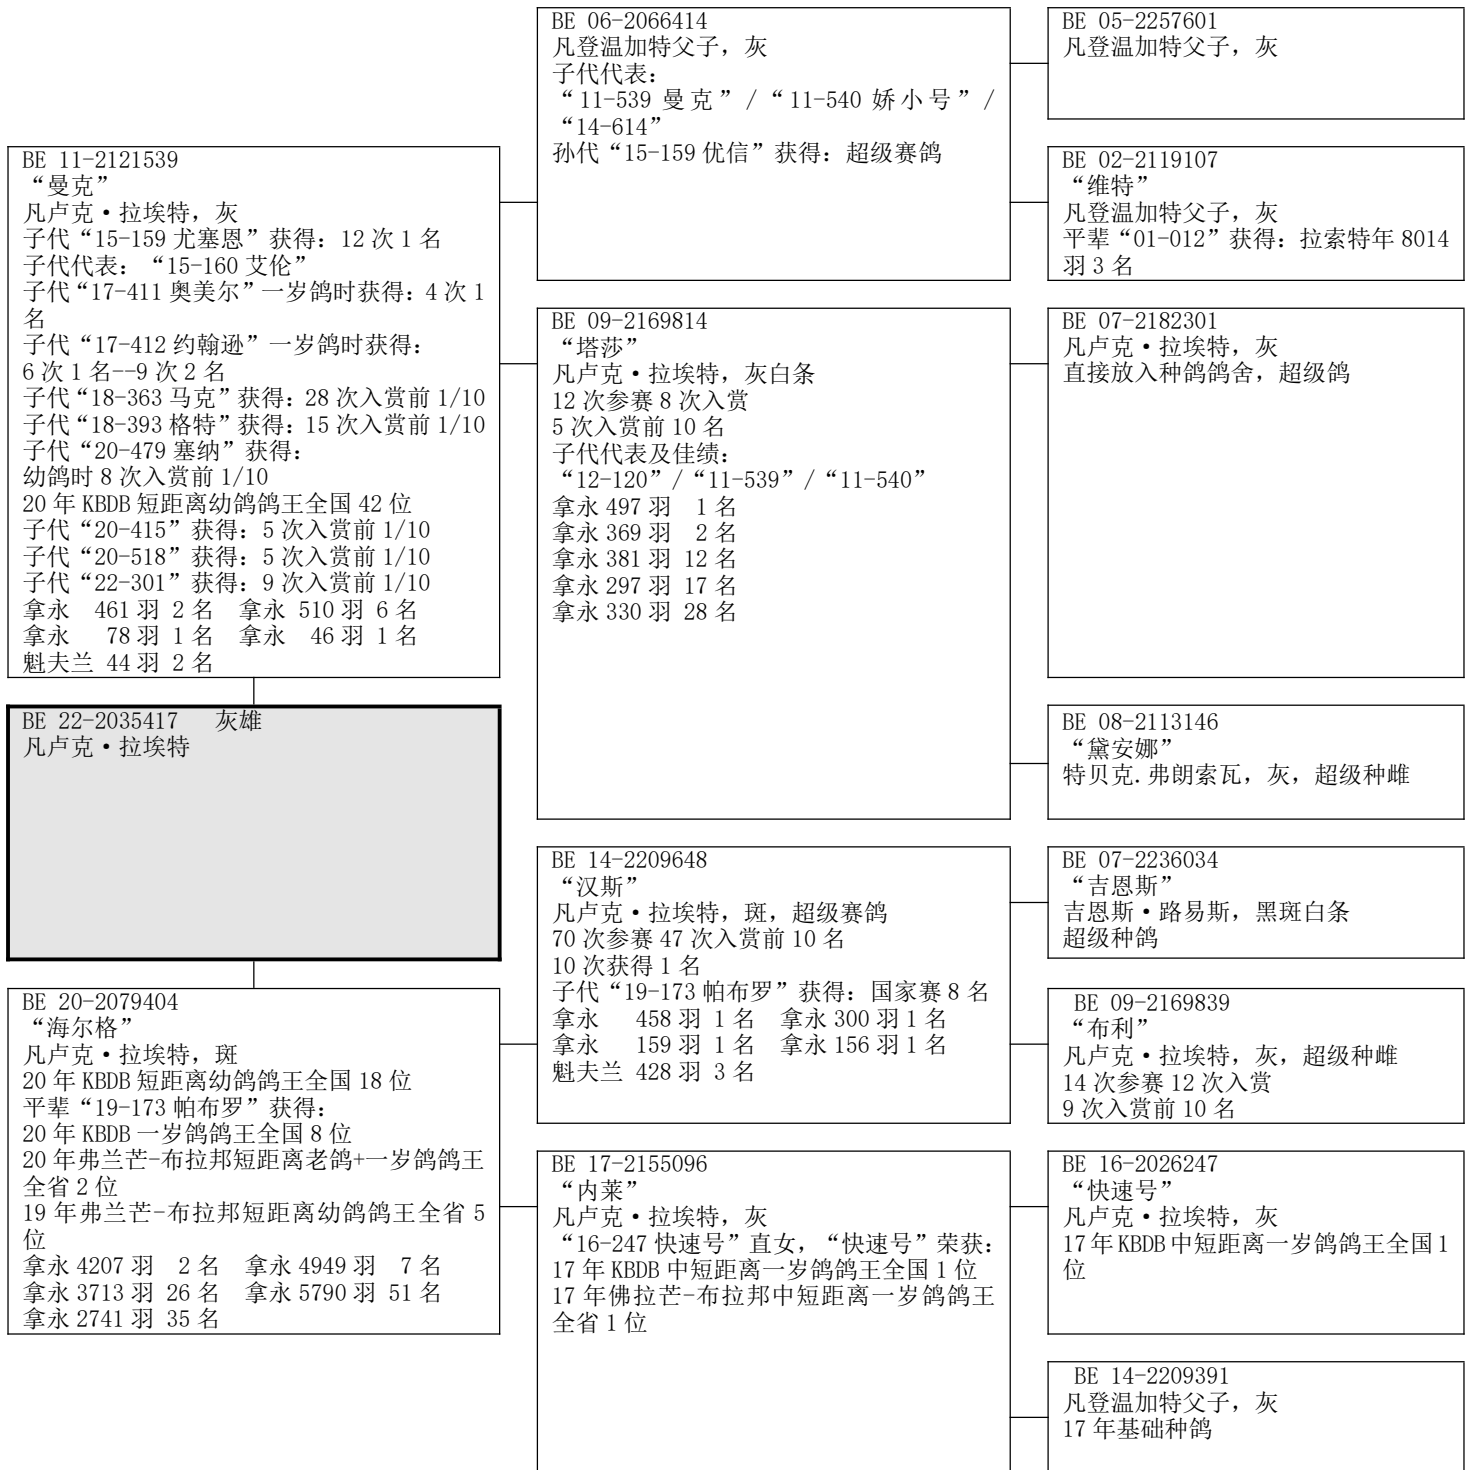 BE 11-2121539
“曼克”
凡卢克·拉埃特，灰
子代“15-159 尤塞恩”获得：12 次 1 名
子代代表：“15-160 艾伦”
子代“17-411 奥美尔”一岁鸽时获得：4 次 1
名
子代“17-412 约翰逊”一岁鸽时获得：
6 次 1 名--9 次 2 名
子代“18-363 马克”获得：28 次入赏前 1/10
子代“18-393 格特”获得：15 次入赏前 1/10
子代“20-479 塞纳”获得：
幼鸽时 8 次入赏前 1/10
20 年 KBDB 短距离幼鸽鸽王全国 42 位
子代“20-415”获得：5 次入赏前 1/10
子代“20-518”获得：5 次入赏前 1/10
子代“22-301”获得：9 次入赏前 1/10
拿永 461 羽 2 名 拿永 510 羽 6 名
拿永 78 羽 1 名 拿永 46 羽 1 名
魁夫兰 44 羽 2 名
BE 22-2035417 灰雄
凡卢克·拉埃特
BE 20-2079404
“海尔格”
凡卢克·拉埃特，斑
20 年 KBDB 短距离幼鸽鸽王全国 18 位
平辈“19-173 帕布罗”获得：
20 年 KBDB 一岁鸽鸽王全国 8 位
20 年弗兰芒-布拉邦短距离老鸽+一岁鸽鸽王
全省 2 位
19 年弗兰芒-布拉邦短距离幼鸽鸽王全省 5
位
拿永 4207 羽 2 名 拿永 4949 羽 7 名
拿永 3713 羽 26 名 拿永 5790 羽 51 名
拿永 2741 羽 35 名
BE 06-2066414
凡登温加特父子，灰
子代代表：
“11-539 曼克”/“11-540 娇小号”/
“14-614”
孙代“15-159 优信”获得：超级赛鸽
BE 09-2169814
“塔莎”
凡卢克·拉埃特，灰白条
12 次参赛 8 次入赏
5 次入赏前 10 名
子代代表及佳绩：
“12-120”/“11-539”/“11-540”
拿永 497 羽 1 名
拿永 369 羽 2 名
拿永 381 羽 12 名
拿永 297 羽 17 名
拿永 330 羽 28 名
BE 14-2209648
“汉斯”
凡卢克·拉埃特，斑，超级赛鸽
70 次参赛 47 次入赏前 10 名
10 次获得 1 名
子代“19-173 帕布罗”获得：国家赛 8 名
拿永 458 羽 1 名 拿永 300 羽 1 名
拿永 159 羽 1 名 拿永 156 羽 1 名
魁夫兰 428 羽 3 名
BE 17-2155096
“内莱”
凡卢克·拉埃特，灰
“16-247 快速号”直女，“快速号”荣获：
17 年 KBDB 中短距离一岁鸽鸽王全国 1 位
17 年佛拉芒-布拉邦中短距离一岁鸽鸽王
全省 1 位
BE 05-2257601
凡登温加特父子，灰
BE 02-2119107
“维特”
凡登温加特父子，灰
平辈“01-012”获得：拉索特年 8014
羽 3 名
BE 07-2182301
凡卢克·拉埃特，灰
直接放入种鸽鸽舍，超级鸽
BE 08-2113146
“黛安娜”
特贝克.弗朗索瓦，灰，超级种雌
BE 07-2236034
“吉恩斯”
吉恩斯·路易斯，黑斑白条
超级种鸽
BE 09-2169839
“布利”
凡卢克·拉埃特，灰，超级种雌
14 次参赛 12 次入赏
9 次入赏前 10 名
BE 16-2026247
“快速号”
凡卢克·拉埃特，灰
17 年 KBDB 中短距离一岁鸽鸽王全国 1
位
BE 14-2209391
凡登温加特父子，灰
17 年基础种鸽